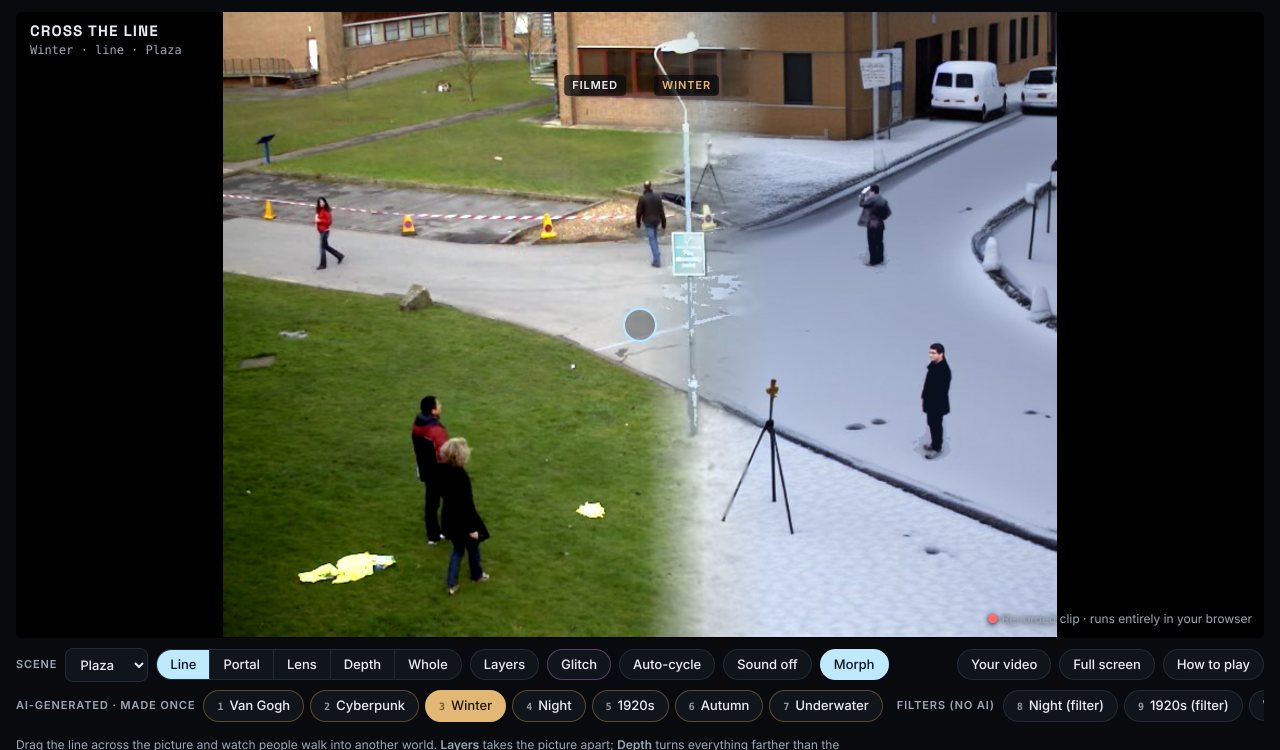 CROSS THE LINE
Winter · line · Plaza
FILMED
WINTER
clip · runs entirely in your browser
SCENE
Plaza
Line
Portal
Lens
Depth
Whole
Layers
Glitch
Auto-cycle
Sound off
Morph
Your video
Full screen
How to play
AI-GENERATED · MADE ONCE
1 Van Gogh
2 Cyberpunk
3 Winter
4 Night
5 1920s
6 Autumn
7 Underwater
FILTERS (NO AI)
8 Night (filter)
9 1920s (filter)
Drag the line across the picture and watch people walk into another world. Layers takes the picture apart; Depth turns everything farther than the